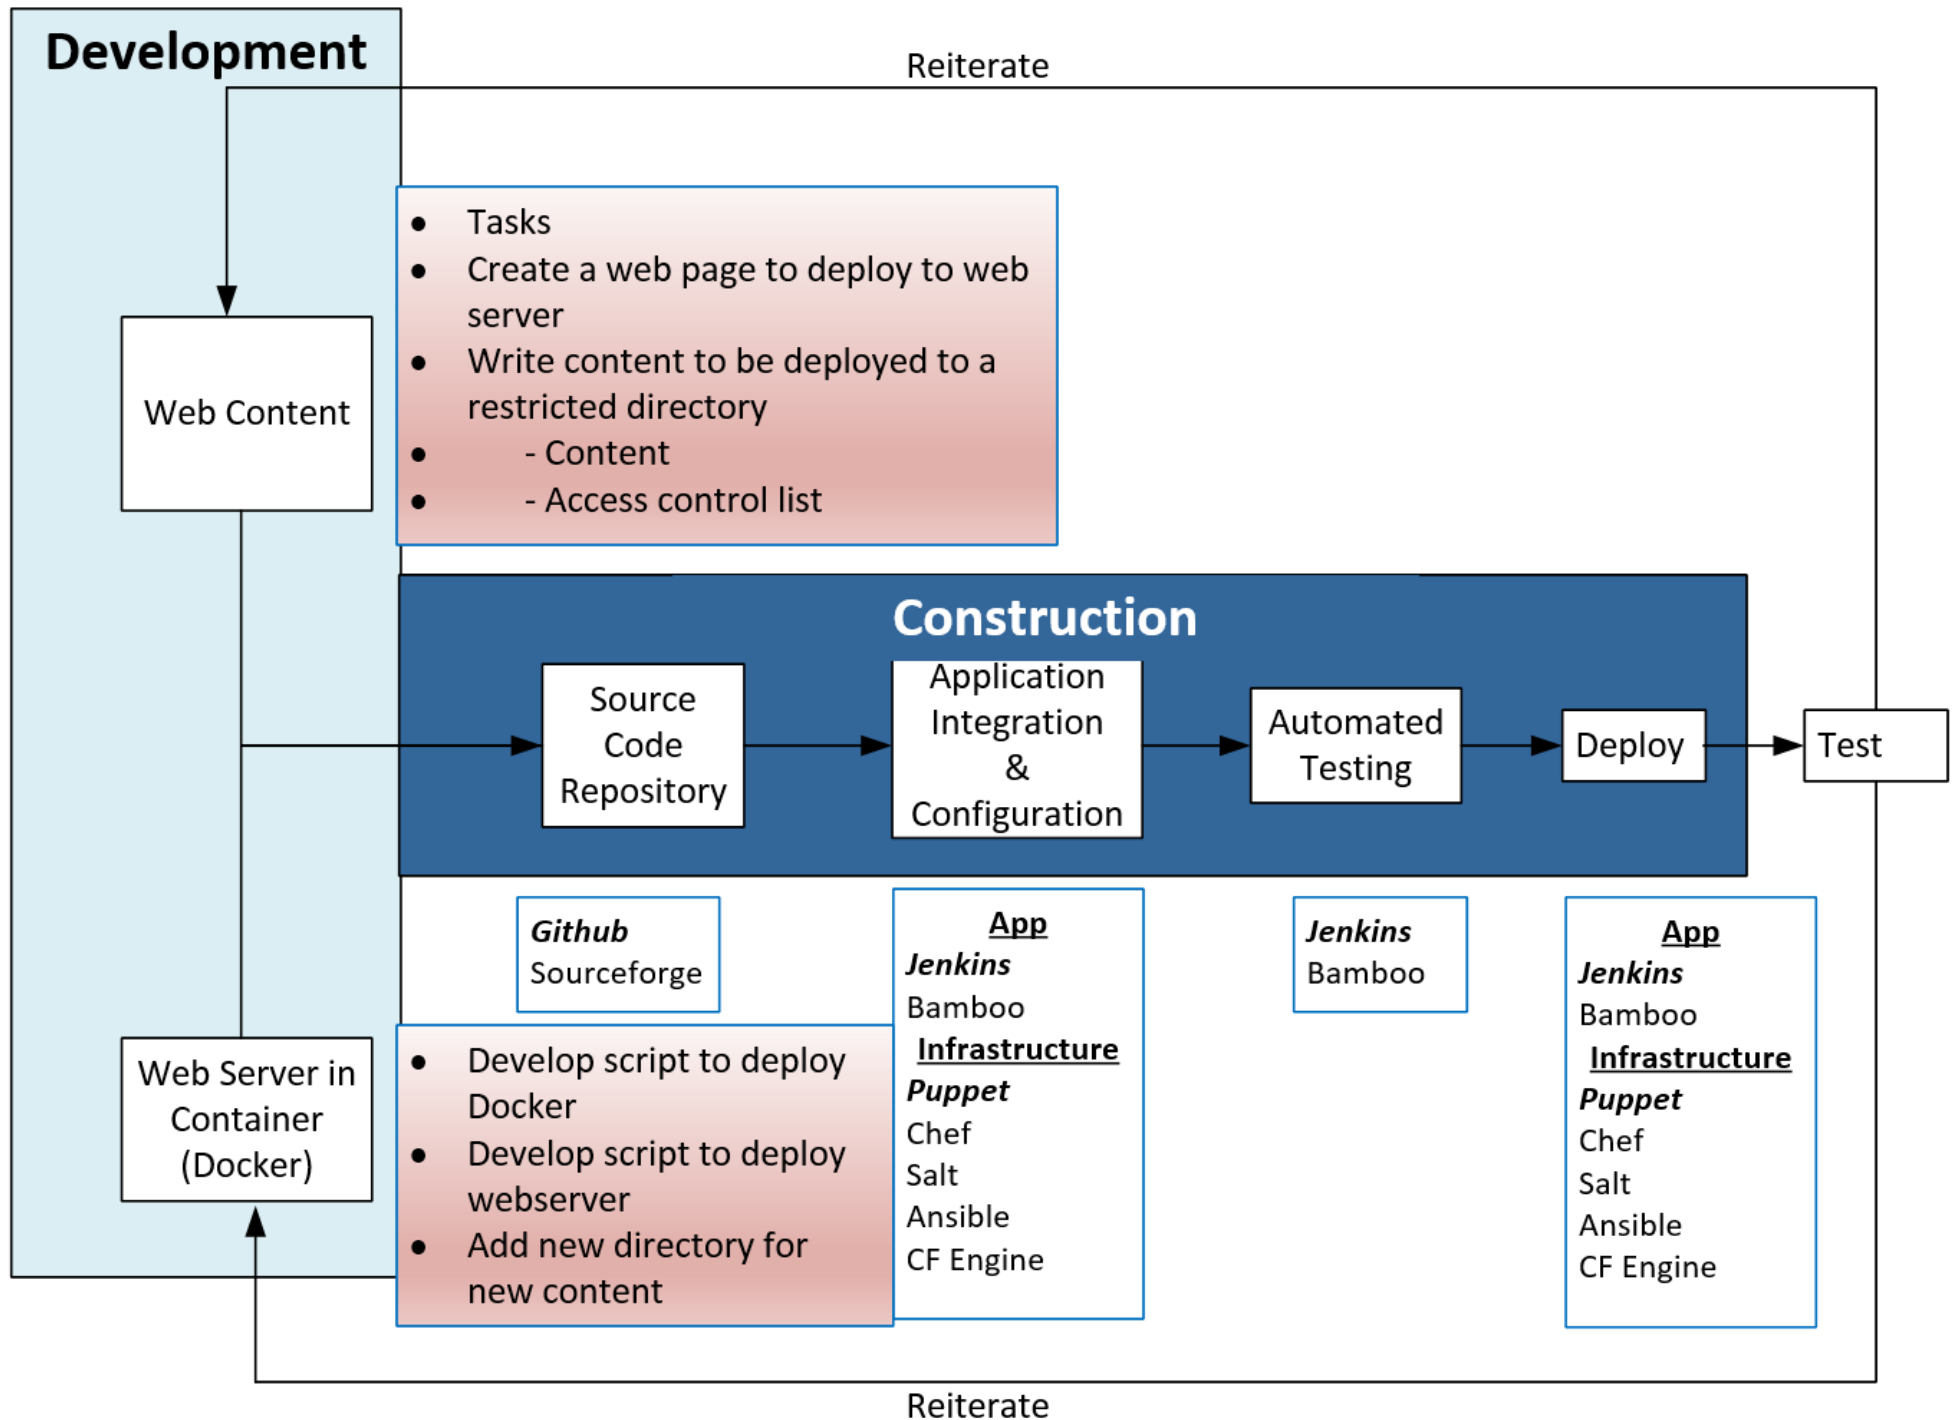 Development
Reiterate
● Tasks
● Create a web page to deploy to web
server
● Write content to be deployed to a
restricted directory
● - Content
● - Access control list
Web Content
Construction
Source
Code
Repository
Application
Integration
&
Configuration
Automated
Testing
Deploy
Test
Github
Sourceforge
App
Jenkins
Bamboo
Infrastructure
Puppet
Chef
Salt
Ansible
CF Engine
Jenkins
Bamboo
App
Jenkins
Bamboo
Infrastructure
Puppet
Chef
Salt
Ansible
CF Engine
Web Server in
Container
(Docker)
● Develop script to deploy
Docker
● Develop script to deploy
webserver
● Add new directory for
new content
Reiterate